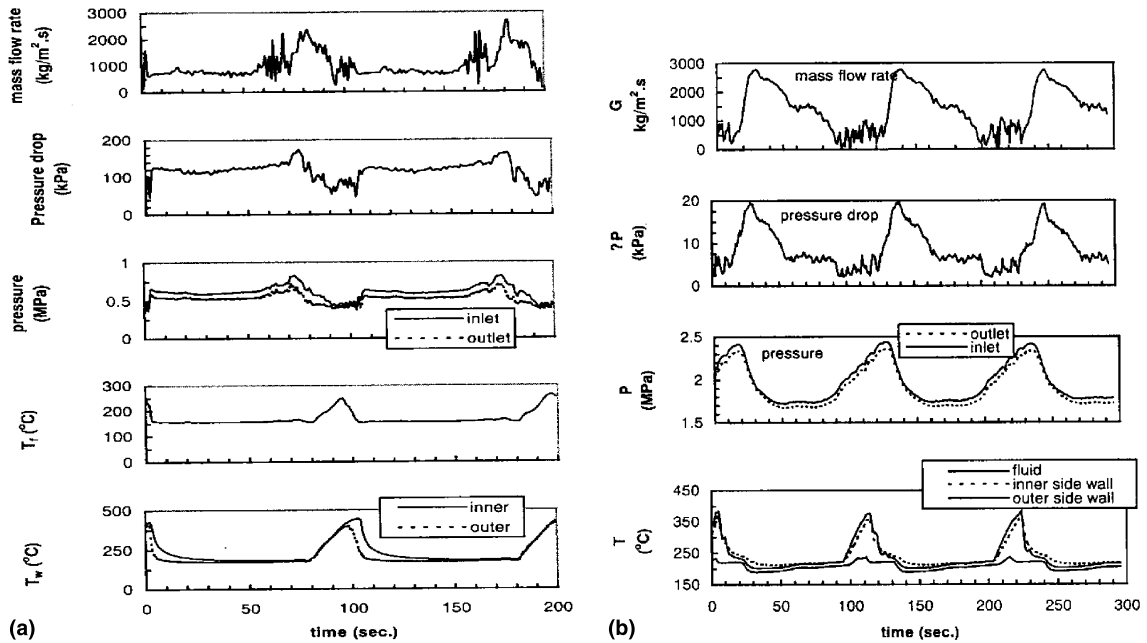 mass flow rate
(kg/m².s)
3000
2000
1000
0
Pressure drop
(kPa)
200
100
0
pressure
(MPa)
1
0.5
0
inlet
outlet
T_f (°C)
300
150
0
T_w (°C)
500
250
0
inner
outer
0
50
100
150
200
time (sec.)
(a)
G
kg/m².s
3000
2000
1000
0
mass flow rate
?P
(kPa)
20
10
0
pressure drop
P
(MPa)
2.5
2
1.5
pressure
outlet
inlet
T
(°C)
450
350
250
150
fluid
inner side wall
outer side wall
0
50
100
150
200
250
300
time (sec.)
(b)